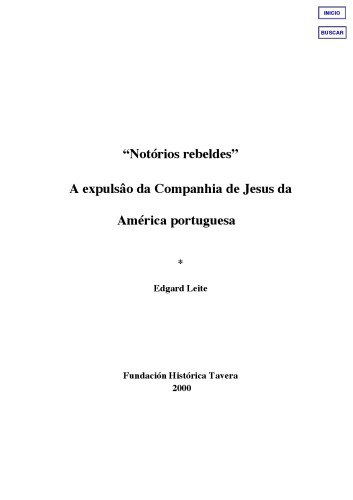 INICIO
BUSCAR
“Notórios rebeldes”
A expulsâo da Companhia de Jesus da
América portuguesa
*
Edgard Leite
Fundación Histórica Tavera
2000